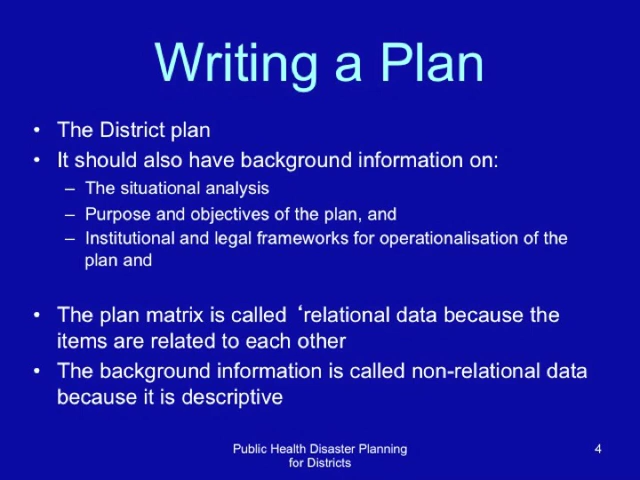 Writing a Plan
• The District plan
• It should also have background information on:
– The situational analysis
– Purpose and objectives of the plan, and
– Institutional and legal frameworks for operationalisation of the
plan and
• The plan matrix is called ‘relational data because the
items are related to each other
• The background information is called non-relational data
because it is descriptive
Public Health Disaster Planning
for Districts
4